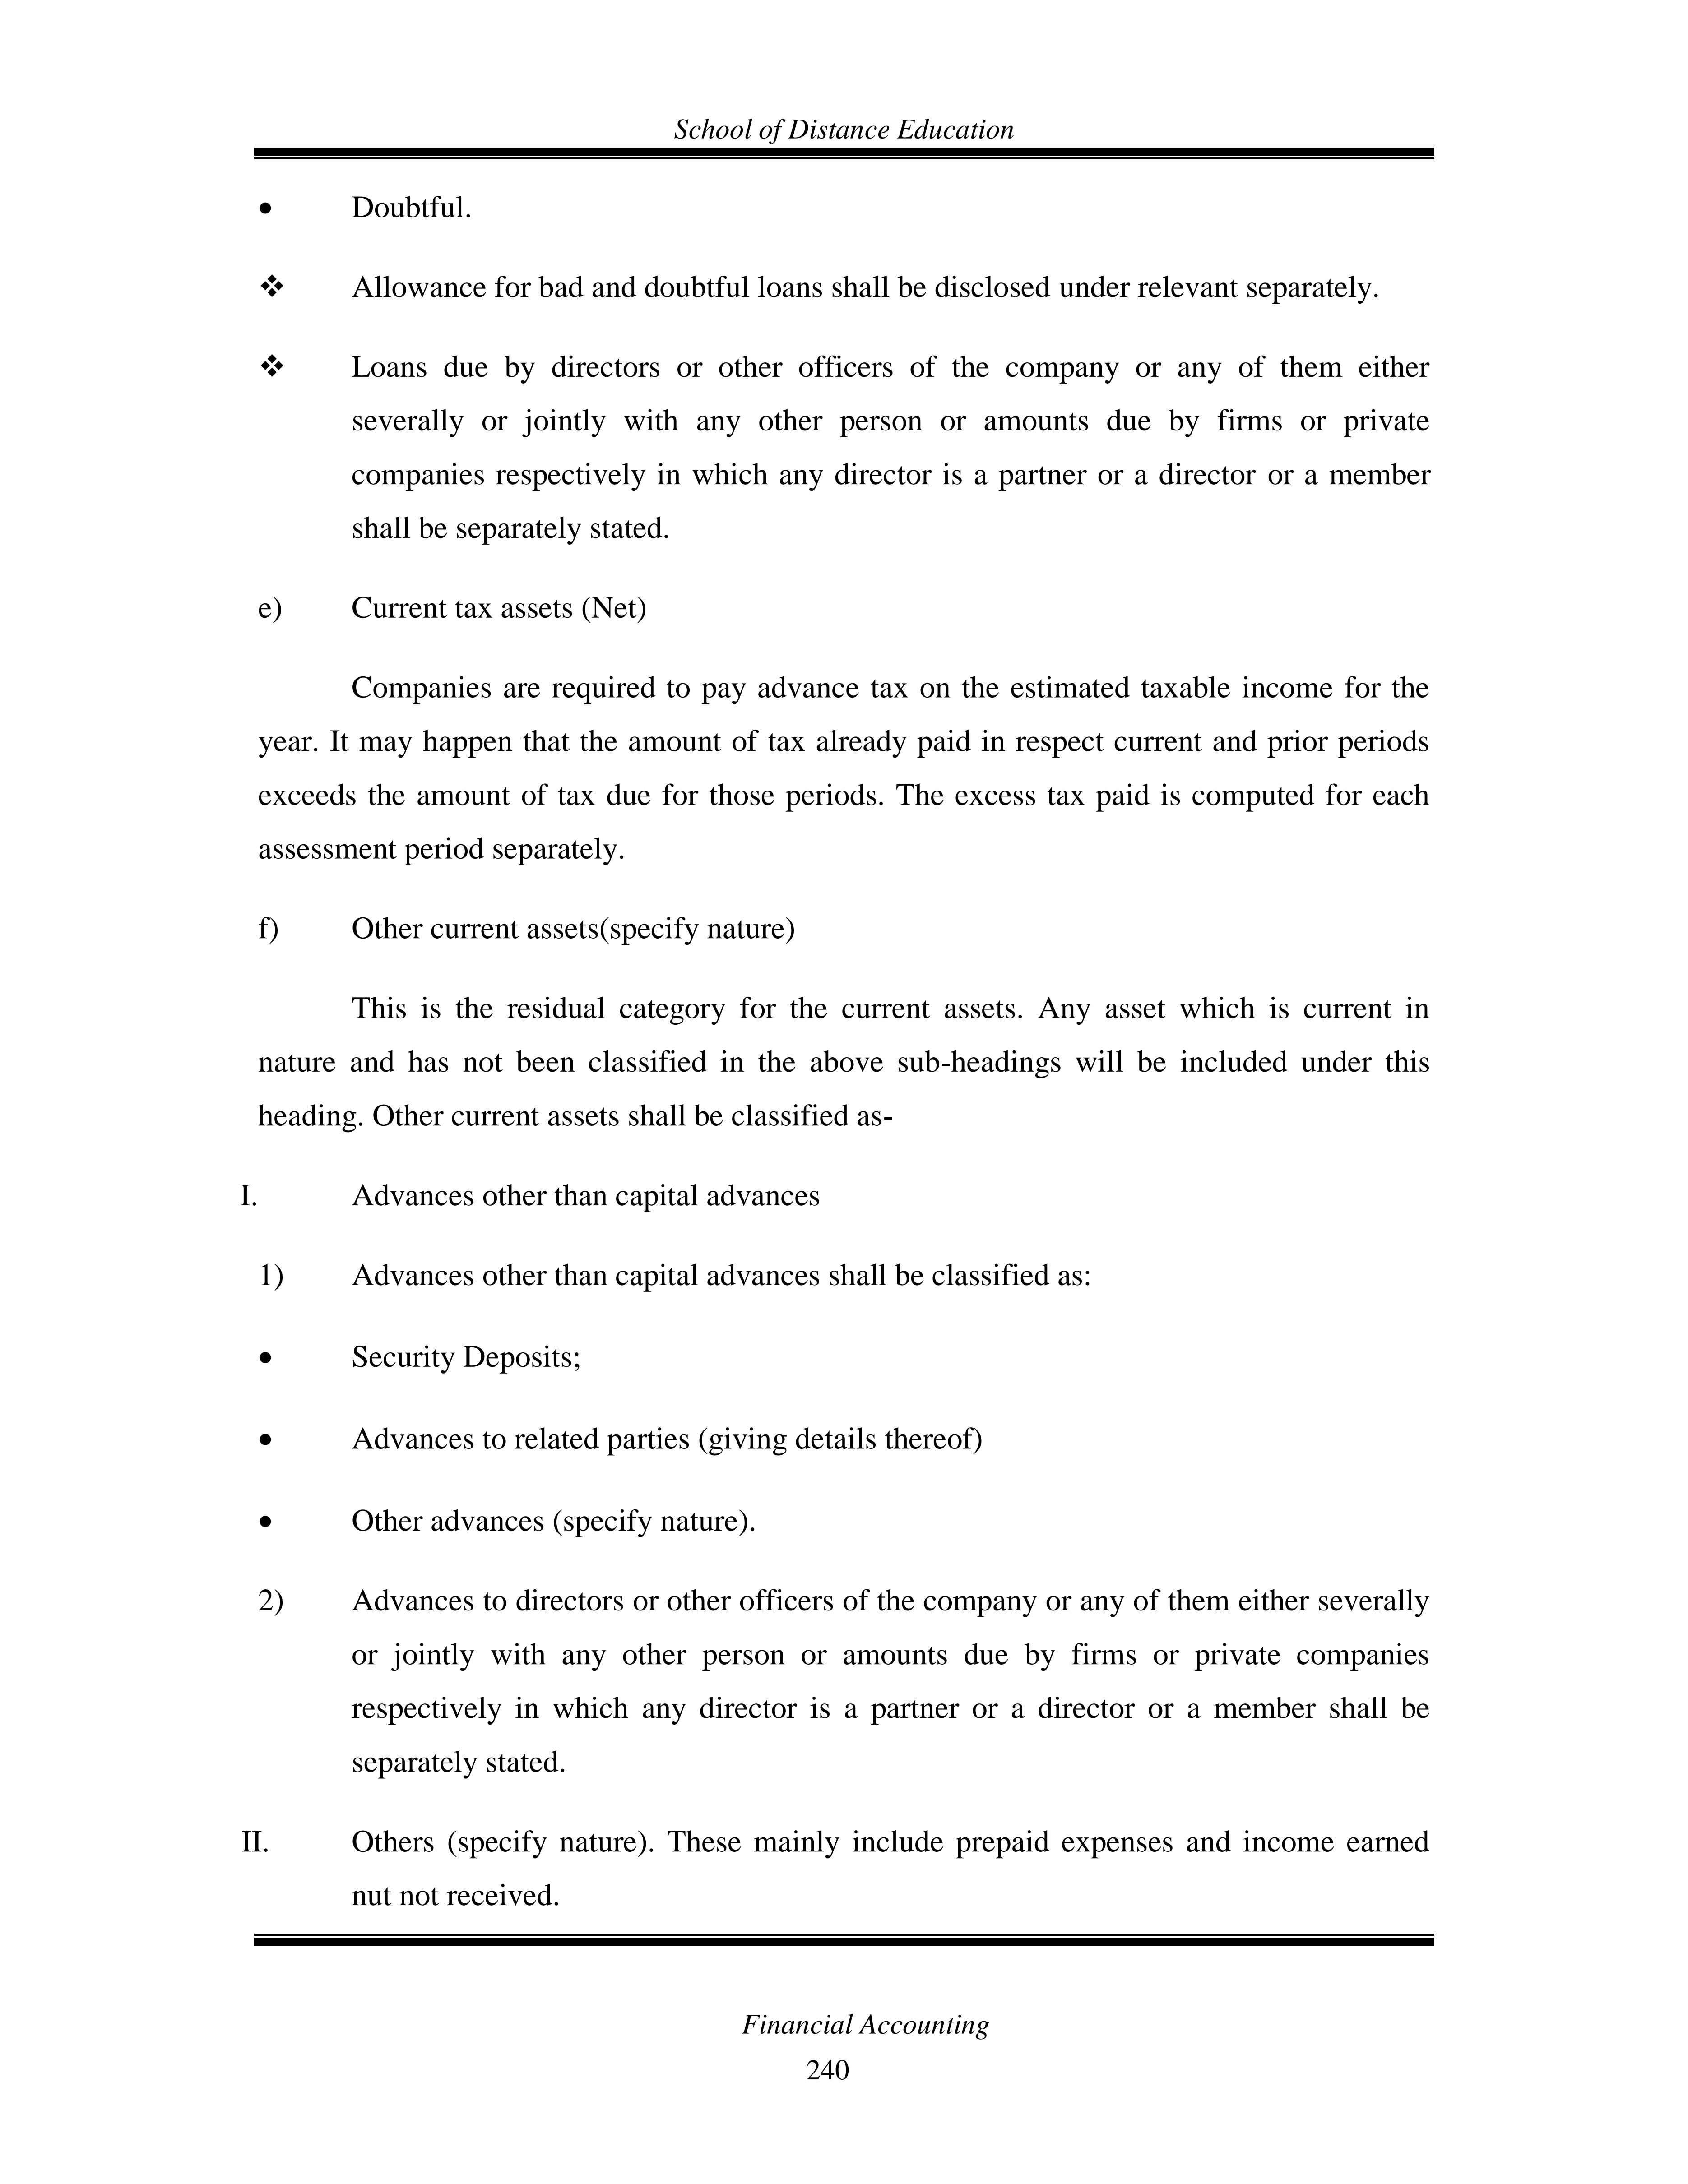 School of Distance Education
• Doubtful.
❖ Allowance for bad and doubtful loans shall be disclosed under relevant separately.
❖ Loans due by directors or other officers of the company or any of them either
severally or jointly with any other person or amounts due by firms or private
companies respectively in which any director is a partner or a director or a member
shall be separately stated.
e) Current tax assets (Net)
Companies are required to pay advance tax on the estimated taxable income for the
year. It may happen that the amount of tax already paid in respect current and prior periods
exceeds the amount of tax due for those periods. The excess tax paid is computed for each
assessment period separately.
f) Other current assets(specify nature)
This is the residual category for the current assets. Any asset which is current in
nature and has not been classified in the above sub-headings will be included under this
heading. Other current assets shall be classified as-
I. Advances other than capital advances
1) Advances other than capital advances shall be classified as:
• Security Deposits;
• Advances to related parties (giving details thereof)
• Other advances (specify nature).
2) Advances to directors or other officers of the company or any of them either severally
or jointly with any other person or amounts due by firms or private companies
respectively in which any director is a partner or a director or a member shall be
separately stated.
II. Others (specify nature). These mainly include prepaid expenses and income earned
nut not received.
Financial Accounting
240